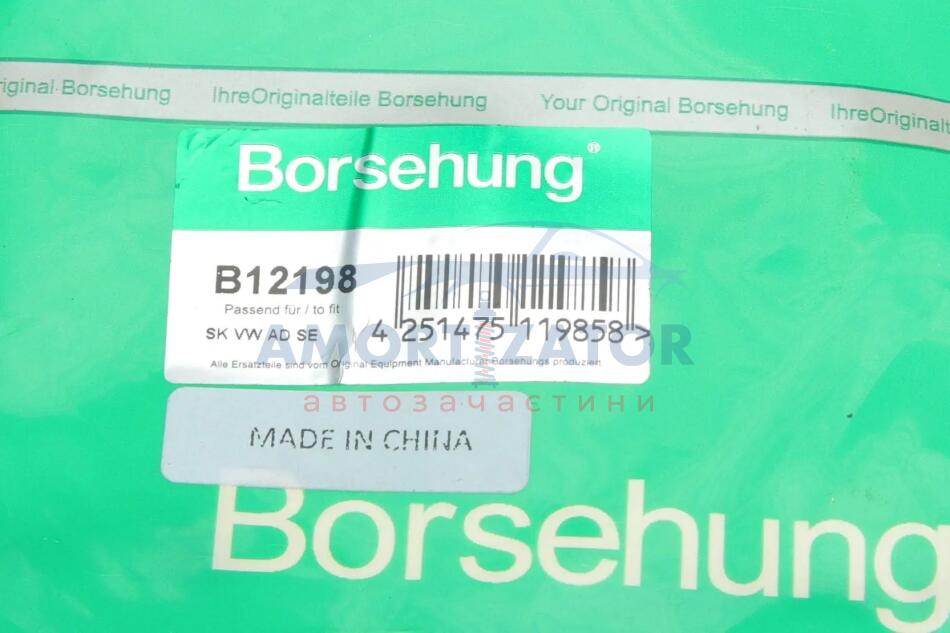 riginal Borsehung IhreOriginalteile Borsehung Your Original Borsehung IhreOriginalt
Borsehung®
B12198
Passend für / to fit
SK VW AD SE
4 251475 119858 >
Alle Ersatzteile sind vom Original Equipment Manufacturer Borsehungs produziert
AMORTIZATOR
автозапчастини
MADE IN CHINA
Borsehung